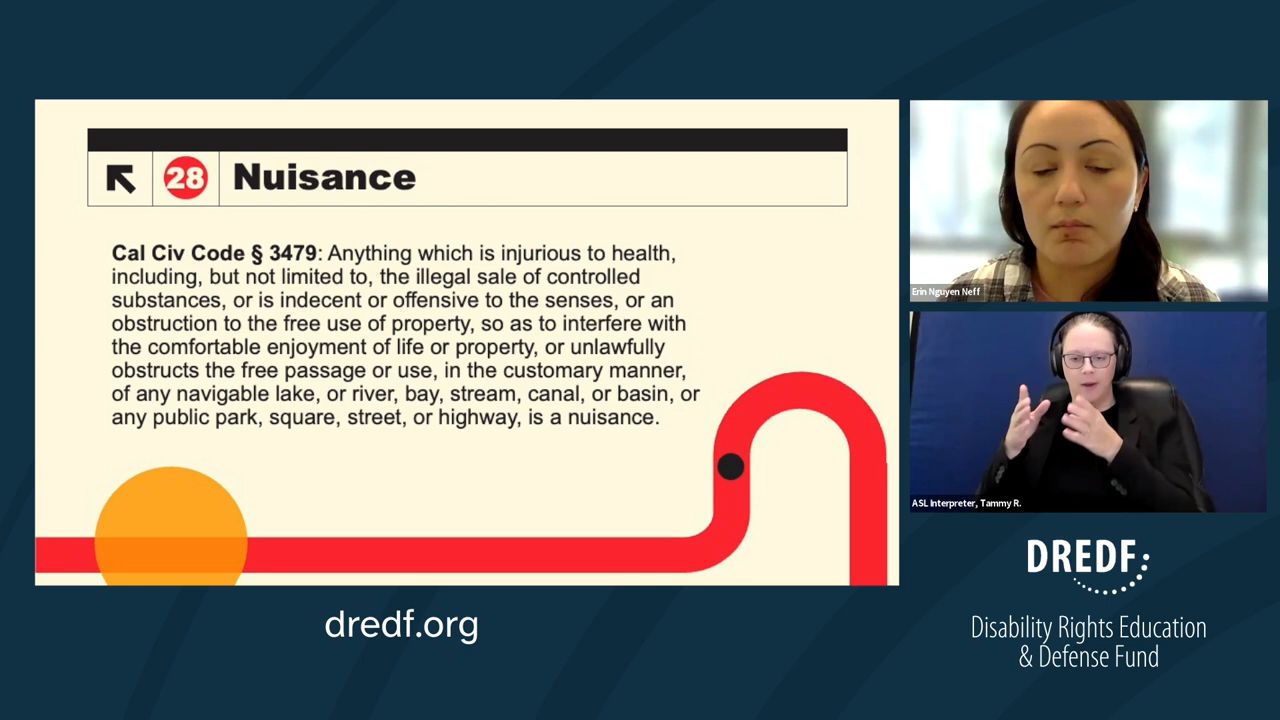 28 Nuisance
Cal Civ Code § 3479: Anything which is injurious to health,
including, but not limited to, the illegal sale of controlled
substances, or is indecent or offensive to the senses, or an
obstruction to the free use of property, so as to interfere with
the comfortable enjoyment of life or property, or unlawfully
obstructs the free passage or use, in the customary manner,
of any navigable lake, or river, bay, stream, canal, or basin, or
any public park, square, street, or highway, is a nuisance.
Erin Nguyen Neff
ASL Interpreter, Tammy R.
dredf.org
DREDF
Disability Rights Education
& Defense Fund